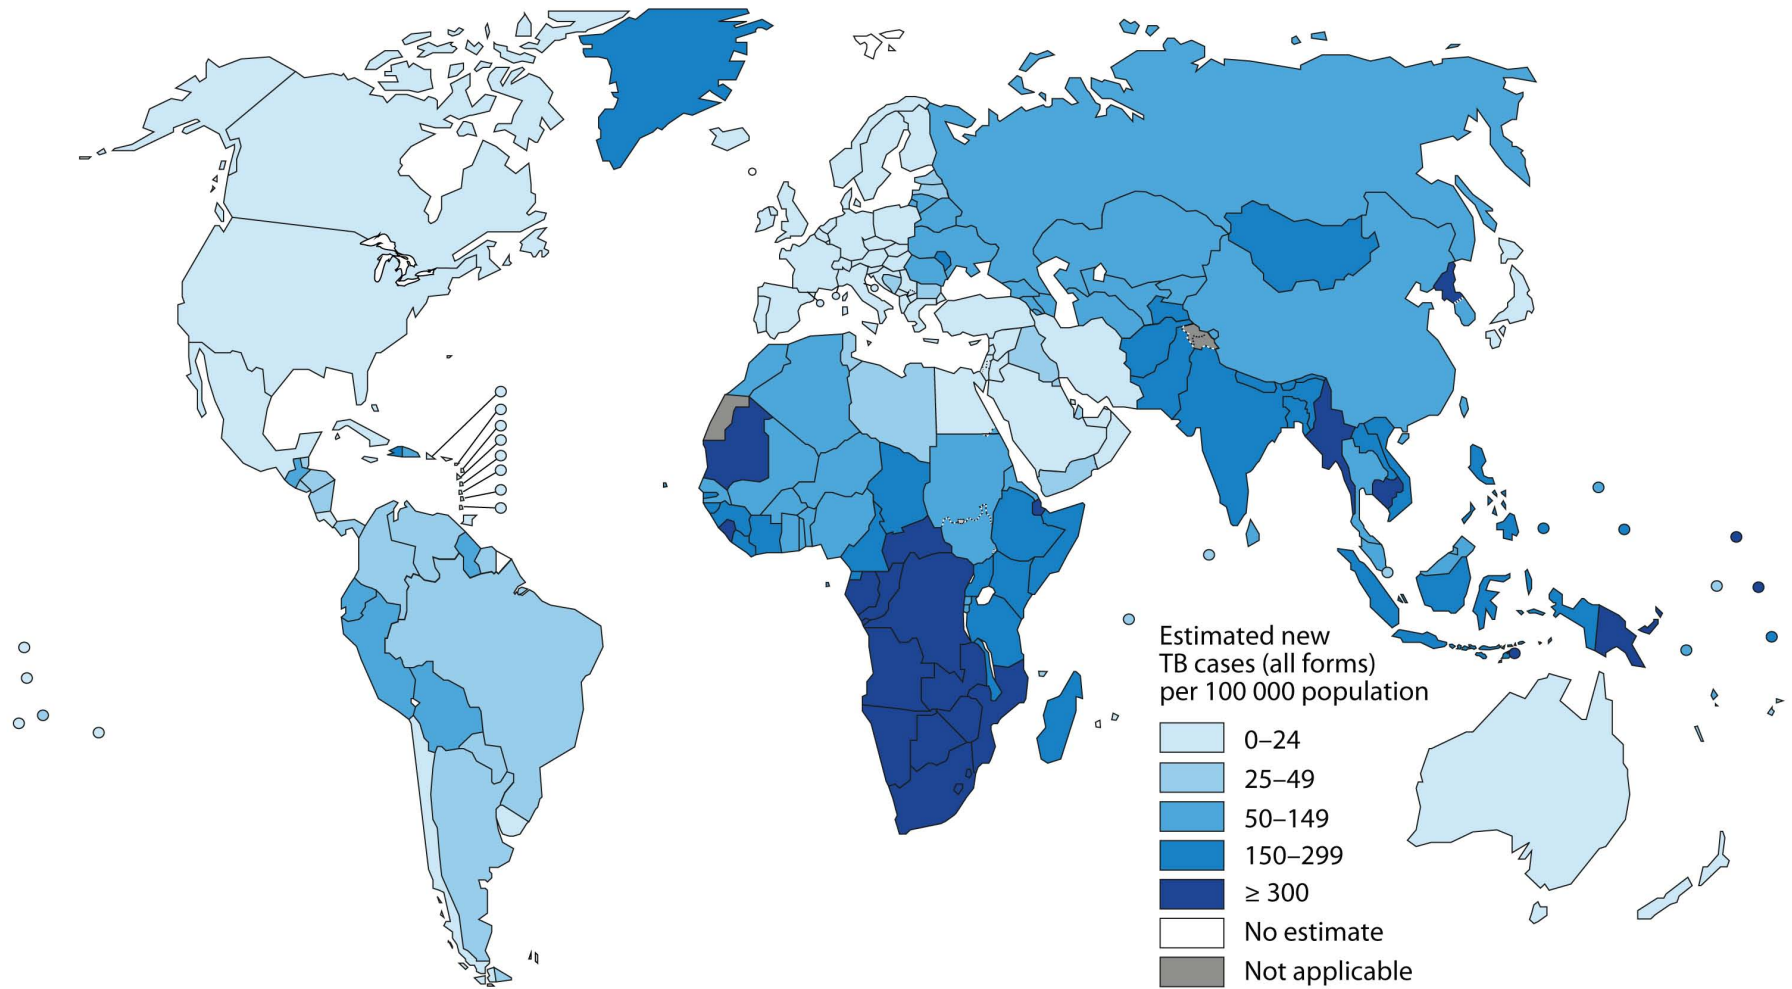 Estimated new
TB cases (all forms)
per 100 000 population
0–24
25–49
50–149
150–299
≥ 300
No estimate
Not applicable